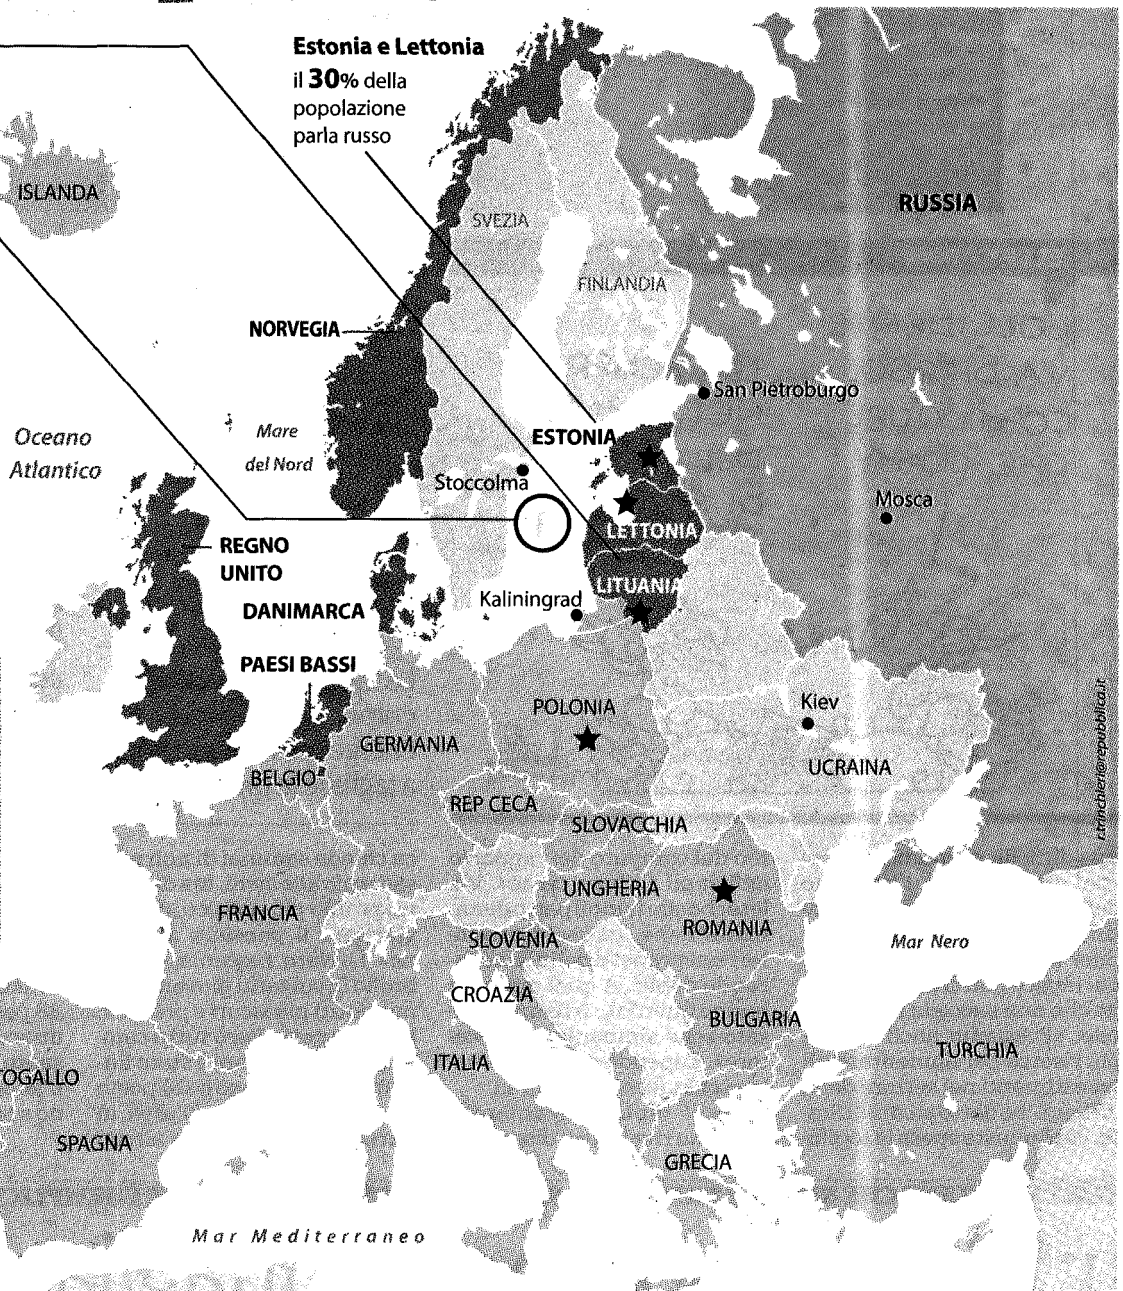 Estonia e Lettonia
il 30% della
popolazione
parla russo
ISLANDA
RUSSIA
SVEZIA
FINLANDIA
NORVEGIA
San Pietroburgo
Oceano
Atlantico
Mare
del Nord
ESTONIA
Stoccolma
Mosca
LETTONIA
REGNO
UNITO
LITUANIA
Kaliningrad
DANIMARCA
PAESI BASSI
Kiev
POLONIA
GERMANIA
UCRAINA
BELGIO
REP CECA
SLOVACCHIA
UNGHERIA
FRANCIA
ROMANIA
SLOVENIA
Mar Nero
CROAZIA
BULGARIA
ITALIA
TURCHIA
TOGALLO
SPAGNA
GRECIA
Mar Mediterraneo